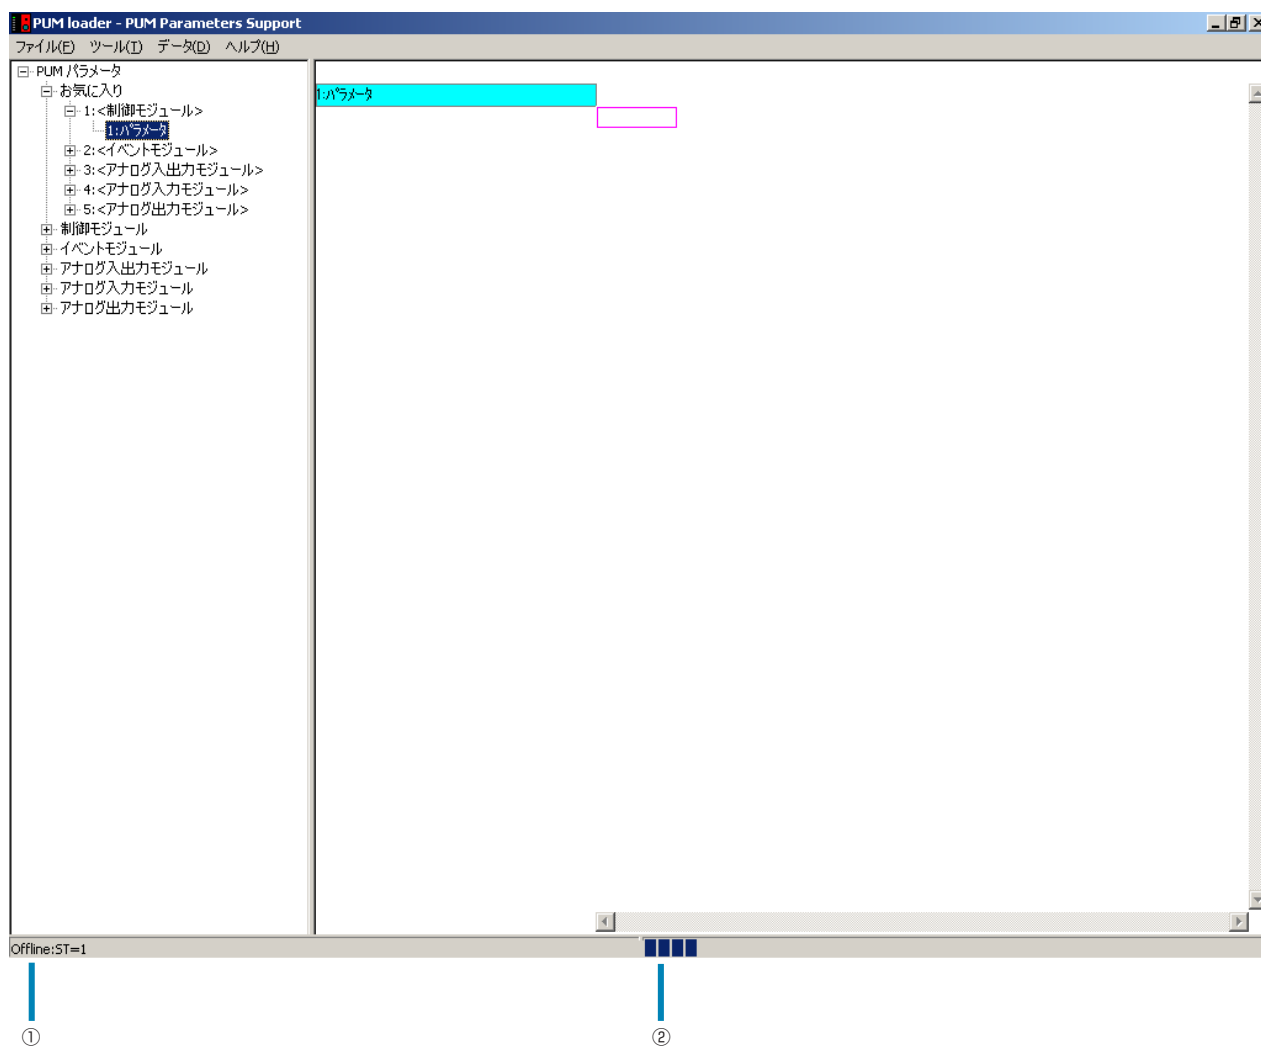 PUM loader - PUM Parameters Support
ファイル(F) ツール(T) データ(D) ヘルプ(H)
PUM パラメータ
お気に入り
1:<制御モジュール>
1:パラメータ
2:<イベントモジュール>
3:<アナログ入出力モジュール>
4:<アナログ入力モジュール>
5:<アナログ出力モジュール>
制御モジュール
イベントモジュール
アナログ入出力モジュール
アナログ入力モジュール
アナログ出力モジュール
1:パラメータ
Offline:ST=1
① ②